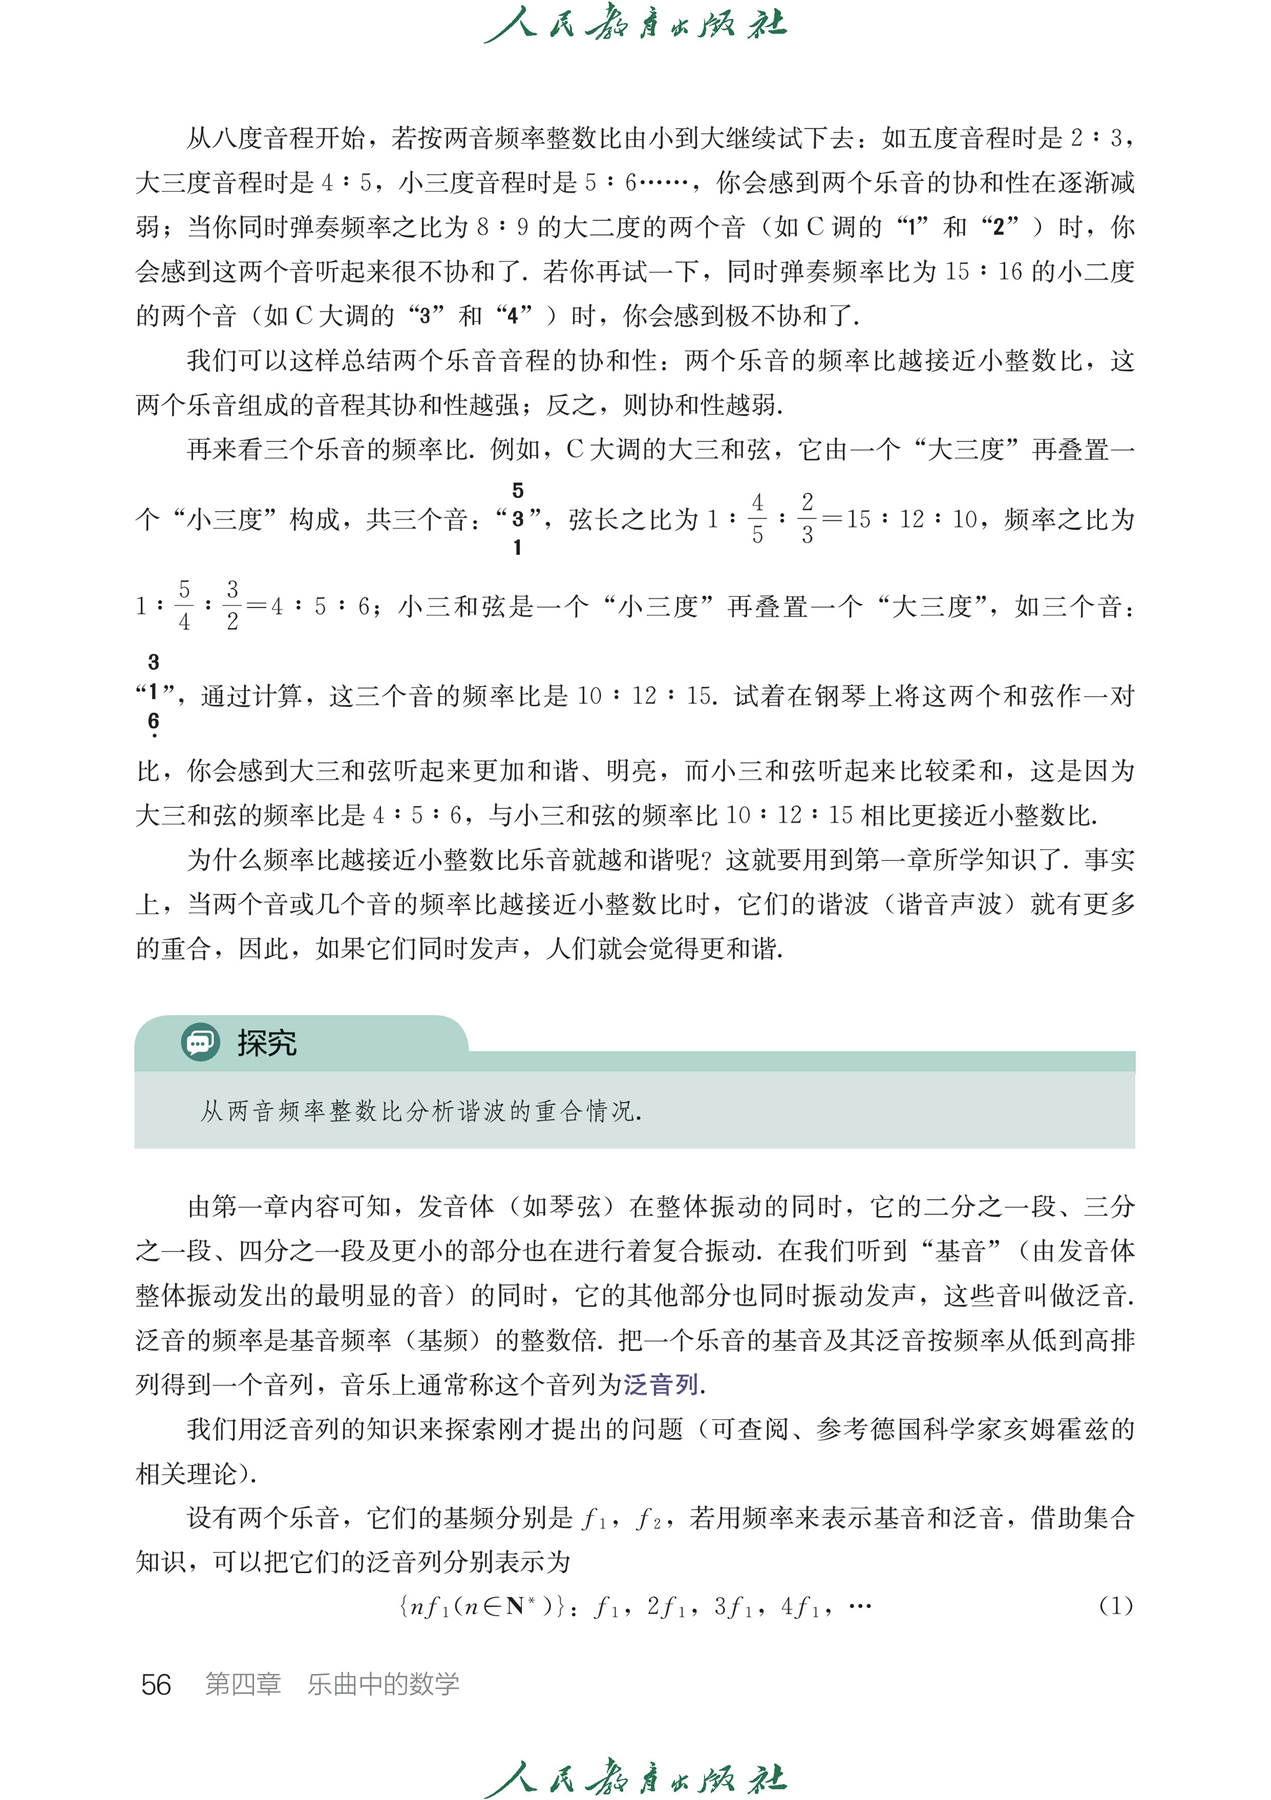 人民教育出版社
从八度音程开始，若按两音频率整数比由小到大继续试下去：如五度音程时是 2∶3，
大三度音程时是 4∶5，小三度音程时是 5∶6……，你会感到两个乐音的协和性在逐渐减
弱；当你同时弹奏频率之比为 8∶9 的大二度的两个音（如 C 调的“1”和“2”）时，你
会感到这两个音听起来很不协和了. 若你再试一下，同时弹奏频率比为 15∶16 的小二度
的两个音（如 C 大调的“3”和“4”）时，你会感到极不协和了.
我们可以这样总结两个乐音音程的协和性：两个乐音的频率比越接近小整数比，这
两个乐音组成的音程其协和性越强；反之，则协和性越弱.
再来看三个乐音的频率比. 例如，C 大调的大三和弦，它由一个“大三度”再叠置一
5
个“小三度”构成，共三个音：“3”，弦长之比为 1∶4/5∶2/3=15∶12∶10，频率之比为
1
1∶5/4∶3/2=4∶5∶6；小三和弦是一个“小三度”再叠置一个“大三度”，如三个音：
3
“1”，通过计算，这三个音的频率比是 10∶12∶15. 试着在钢琴上将这两个和弦作一对
6̣
比，你会感到大三和弦听起来更加和谐、明亮，而小三和弦听起来比较柔和，这是因为
大三和弦的频率比是 4∶5∶6，与小三和弦的频率比 10∶12∶15 相比更接近小整数比.
为什么频率比越接近小整数比乐音就越和谐呢？这就要用到第一章所学知识了. 事实
上，当两个音或几个音的频率比越接近小整数比时，它们的谐波（谐音声波）就有更多
的重合，因此，如果它们同时发声，人们就会觉得更和谐.
探究
从两音频率整数比分析谐波的重合情况.
由第一章内容可知，发音体（如琴弦）在整体振动的同时，它的二分之一段、三分
之一段、四分之一段及更小的部分也在进行着复合振动. 在我们听到“基音”（由发音体
整体振动发出的最明显的音）的同时，它的其他部分也同时振动发声，这些音叫做泛音.
泛音的频率是基音频率（基频）的整数倍. 把一个乐音的基音及其泛音按频率从低到高排
列得到一个音列，音乐上通常称这个音列为泛音列.
我们用泛音列的知识来探索刚才提出的问题（可查阅、参考德国科学家亥姆霍兹的
相关理论）.
设有两个乐音，它们的基频分别是 f₁，f₂，若用频率来表示基音和泛音，借助集合
知识，可以把它们的泛音列分别表示为
{nf₁(n∈N*)}：f₁，2f₁，3f₁，4f₁，… （1）
56 第四章 乐曲中的数学
人民教育出版社